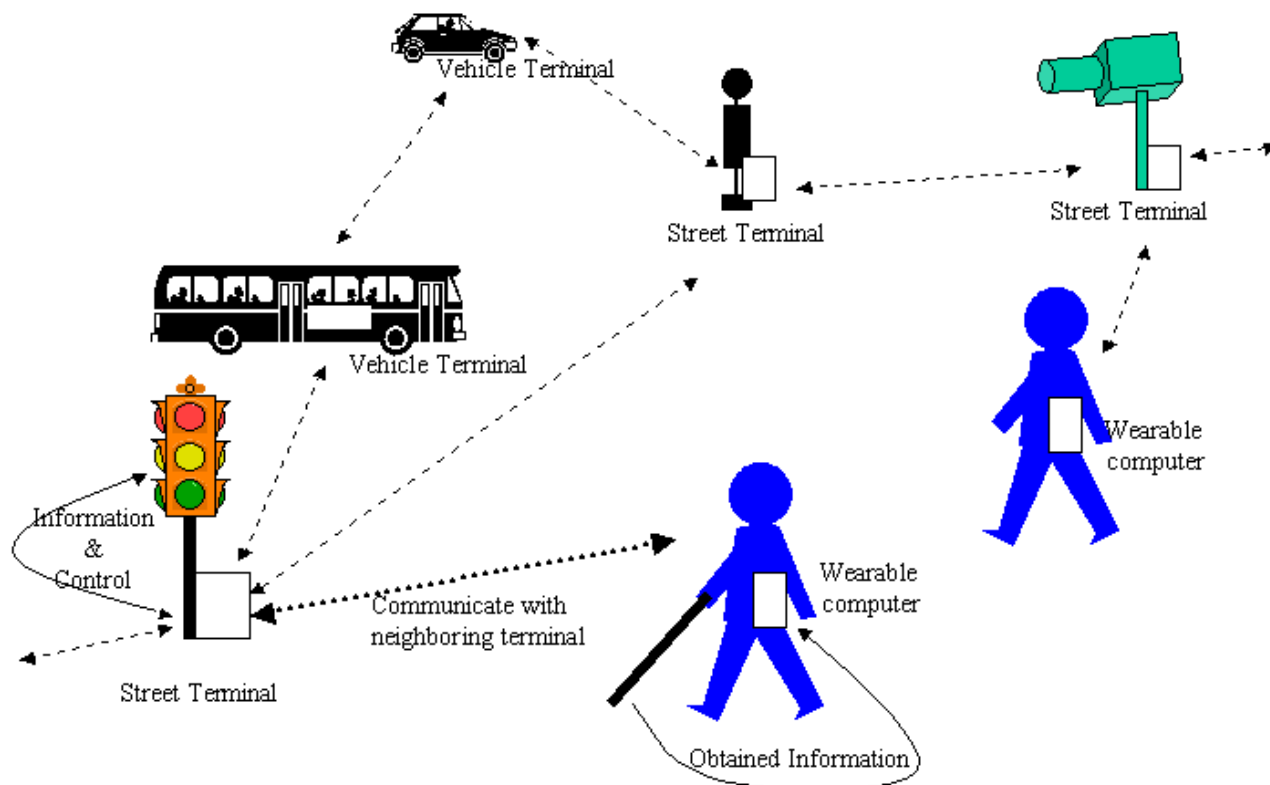 Vehicle Terminal
Street Terminal
Street Terminal
Vehicle Terminal
Wearable
computer
Information
&
Control
Wearable
computer
Communicate with
neighboring terminal
Street Terminal
Obtained Information